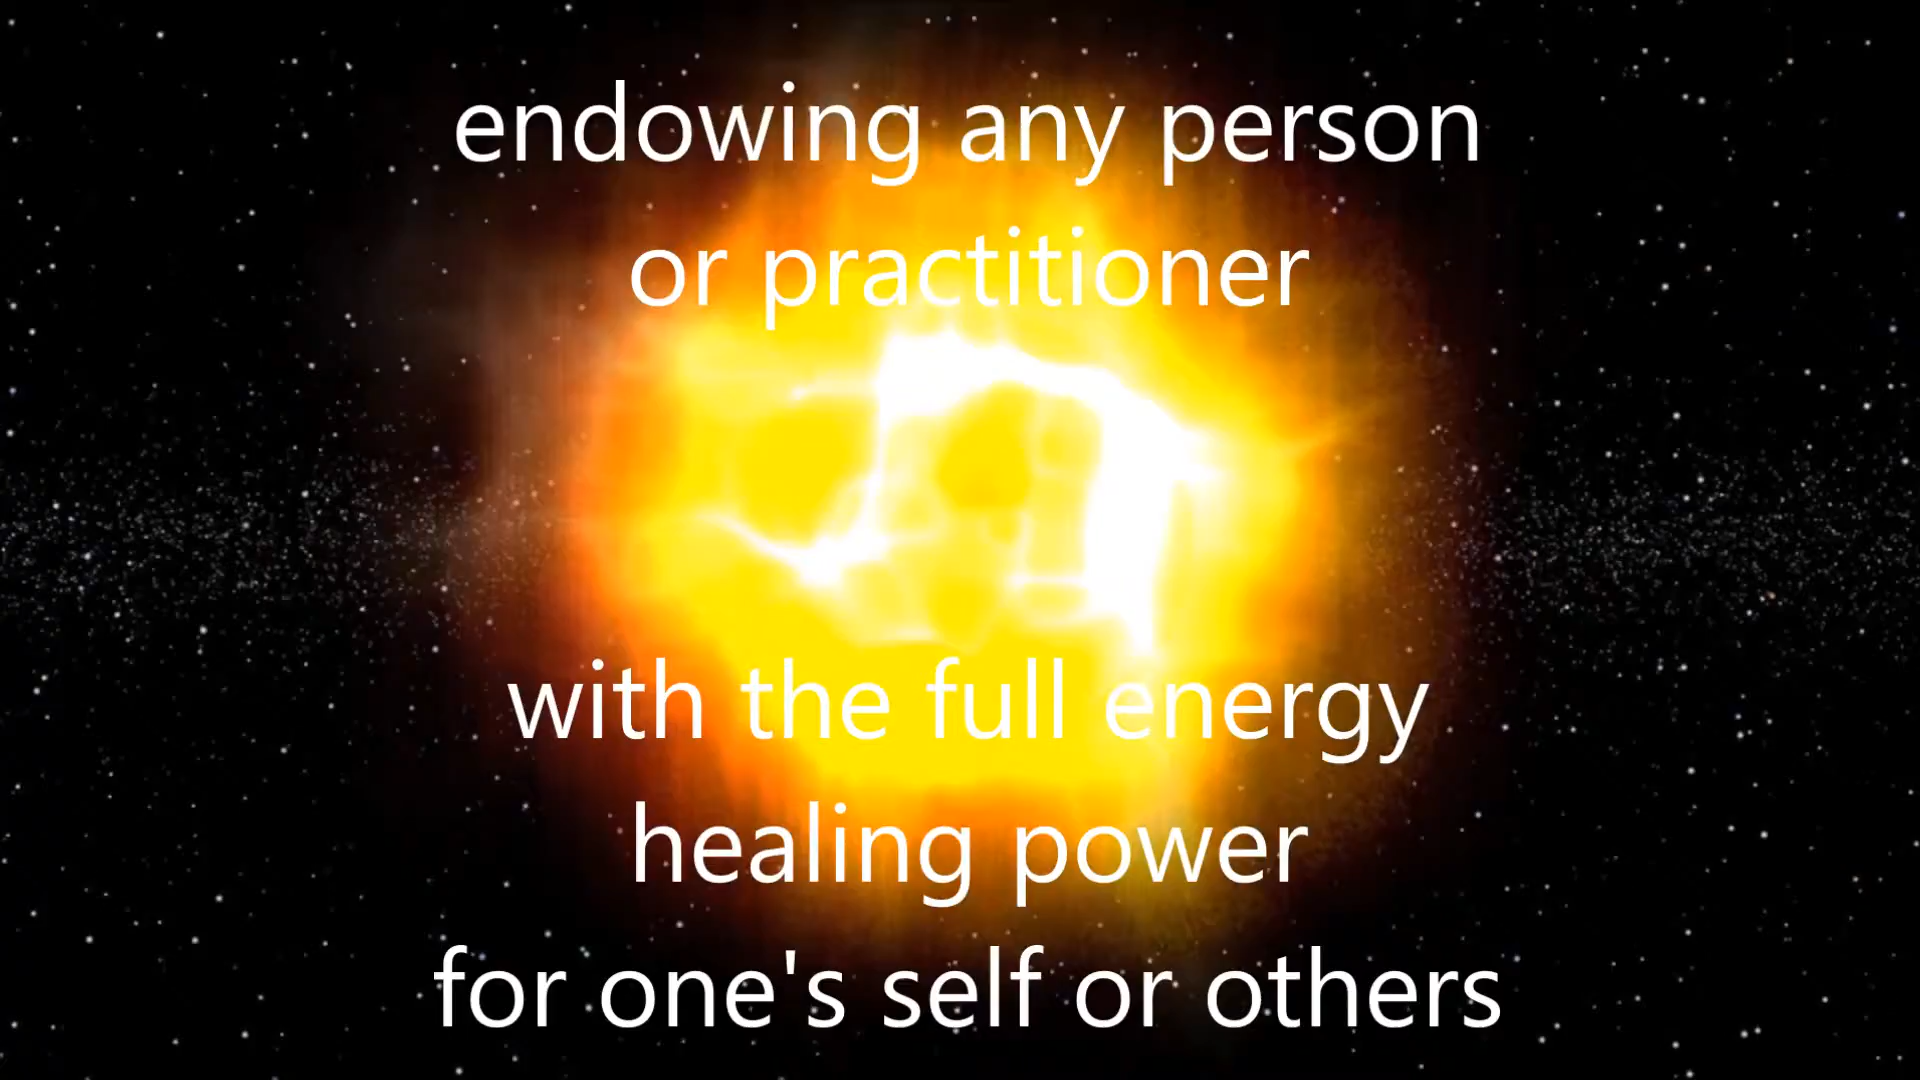 endowing any person
or practitioner
with the full energy
healing power
for one's self or others